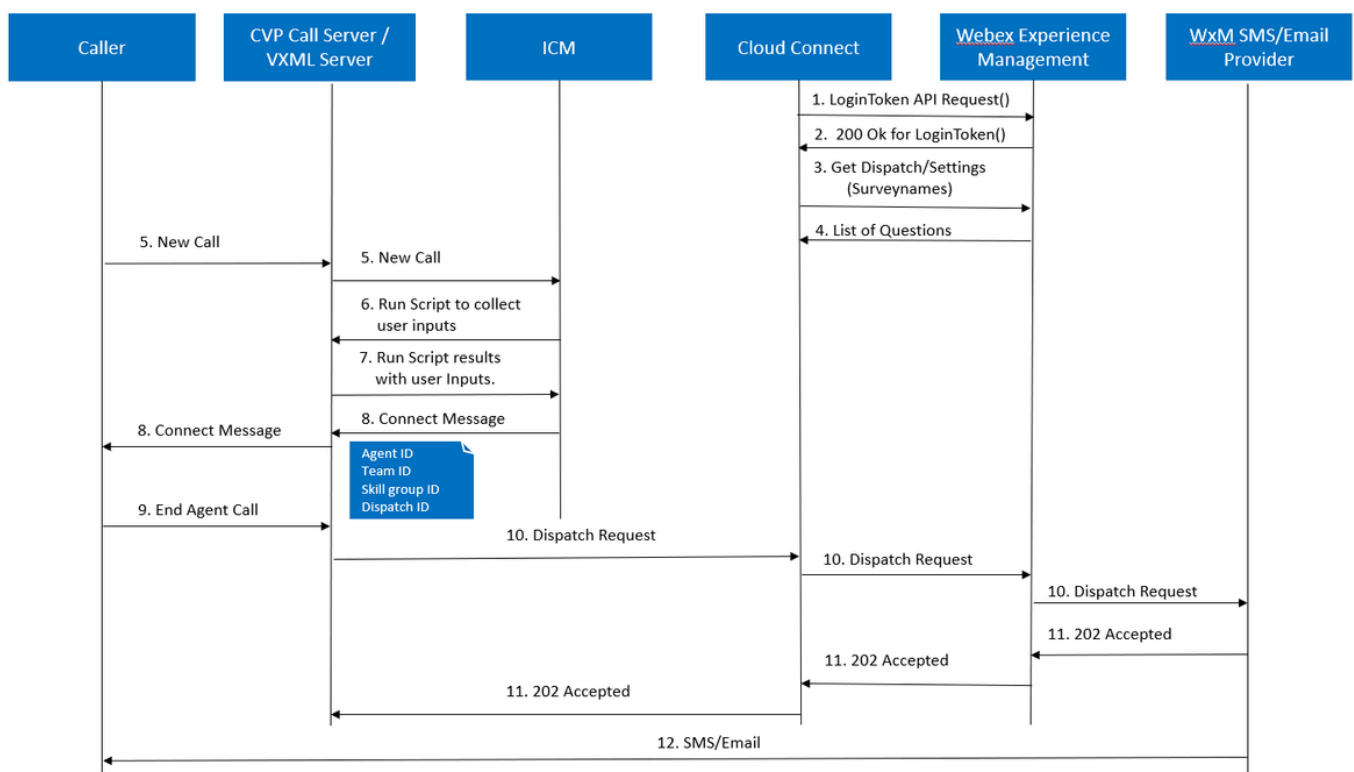 Caller
CVP Call Server /
VXML Server
ICM
Cloud Connect
Webex Experience
Management
WxM SMS/Email
Provider
1. LoginToken API Request()
2. 200 Ok for LoginToken()
3. Get Dispatch/Settings
(Surveynames)
4. List of Questions
5. New Call
5. New Call
6. Run Script to collect
user inputs
7. Run Script results
with user Inputs.
8. Connect Message
8. Connect Message
Agent ID
Team ID
Skill group ID
Dispatch ID
9. End Agent Call
10. Dispatch Request
10. Dispatch Request
10. Dispatch Request
11. 202 Accepted
11. 202 Accepted
11. 202 Accepted
12. SMS/Email